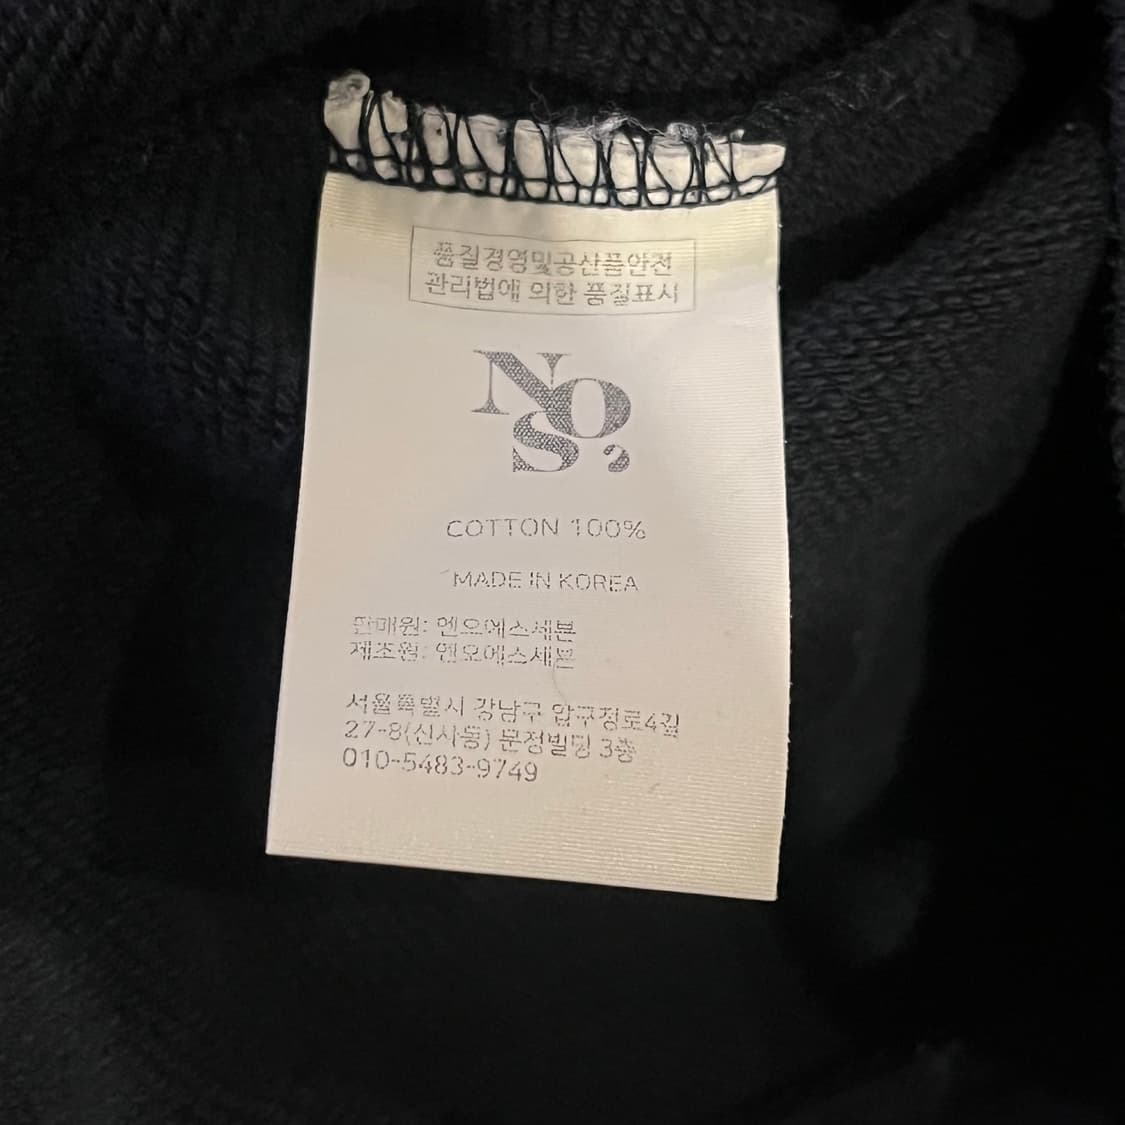 품질경영및공산품안전
관리법에 의한 품질표시
NOS,
COTTON 100%
MADE IN KOREA
판매원: 엔오에스세븐
제조원: 엔오에스세븐
서울특별시 강남구 압구정로4길
27-8(신사동) 문정빌딩 3층
010-5483-9749